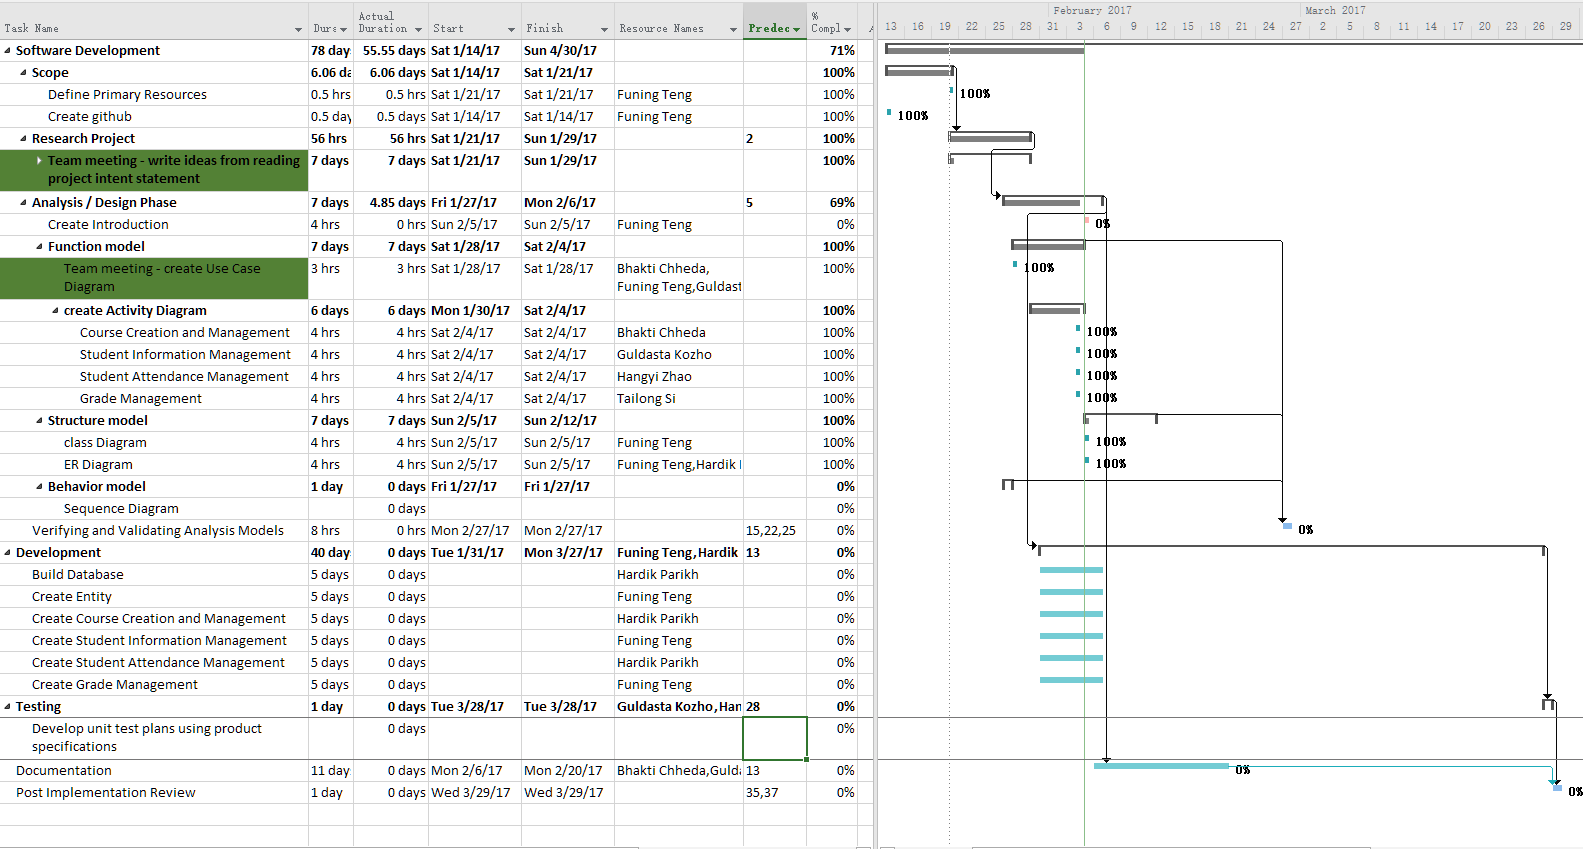 Task Name Durs Actual Duration Start Finish Resource Names Predec % Compl
February 2017 March 2017
13 16 19 22 25 28 31 3 6 9 12 15 18 21 24 27 2 5 8 11 14 17 20 23 26 29
Software Development 78 day 55.55 days Sat 1/14/17 Sun 4/30/17 71%
Scope 6.06 da 6.06 days Sat 1/14/17 Sat 1/21/17 100%
Define Primary Resources 0.5 hrs 0.5 hrs Sat 1/21/17 Sat 1/21/17 Funing Teng 100% 100%
Create github 0.5 day 0.5 days Sat 1/14/17 Sat 1/14/17 Funing Teng 100% 100%
Research Project 56 hrs 56 hrs Sat 1/21/17 Sun 1/29/17 2 100%
Team meeting - write ideas from reading 7 days 7 days Sat 1/21/17 Sun 1/29/17 100%
project intent statement
Analysis / Design Phase 7 days 4.85 days Fri 1/27/17 Mon 2/6/17 5 69%
Create Introduction 4 hrs 0 hrs Sun 2/5/17 Sun 2/5/17 Funing Teng 0% 0%
Function model 7 days 7 days Sat 1/28/17 Sat 2/4/17 100%
Team meeting - create Use Case 3 hrs 3 hrs Sat 1/28/17 Sat 1/28/17 Bhakti Chheda, 100% 100%
Diagram Funing Teng,Guldast
create Activity Diagram 6 days 6 days Mon 1/30/17 Sat 2/4/17 100%
Course Creation and Management 4 hrs 4 hrs Sat 2/4/17 Sat 2/4/17 Bhakti Chheda 100% 100%
Student Information Management 4 hrs 4 hrs Sat 2/4/17 Sat 2/4/17 Guldasta Kozho 100% 100%
Student Attendance Management 4 hrs 4 hrs Sat 2/4/17 Sat 2/4/17 Hangyi Zhao 100% 100%
Grade Management 4 hrs 4 hrs Sat 2/4/17 Sat 2/4/17 Tailong Si 100% 100%
Structure model 7 days 7 days Sun 2/5/17 Sun 2/12/17 100%
class Diagram 4 hrs 4 hrs Sun 2/5/17 Sun 2/5/17 Funing Teng 100% 100%
ER Diagram 4 hrs 4 hrs Sun 2/5/17 Sun 2/5/17 Funing Teng,Hardik 100% 100%
Behavior model 1 day 0 days Fri 1/27/17 Fri 1/27/17 0%
Sequence Diagram 0 days 0%
Verifying and Validating Analysis Models 8 hrs 0 hrs Mon 2/27/17 Mon 2/27/17 15,22,25 0% 0%
Development 40 day 0 days Tue 1/31/17 Mon 3/27/17 Funing Teng,Hardik 13 0%
Build Database 5 days 0 days Hardik Parikh 0%
Create Entity 5 days 0 days Funing Teng 0%
Create Course Creation and Management 5 days 0 days Hardik Parikh 0%
Create Student Information Management 5 days 0 days Funing Teng 0%
Create Student Attendance Management 5 days 0 days Hardik Parikh 0%
Create Grade Management 5 days 0 days Funing Teng 0%
Testing 1 day 0 days Tue 3/28/17 Tue 3/28/17 Guldasta Kozho,Han 28 0%
Develop unit test plans using product 0 days 0%
specifications
Documentation 11 day 0 days Mon 2/6/17 Mon 2/20/17 Bhakti Chheda,Guld 13 0% 0%
Post Implementation Review 1 day 0 days Wed 3/29/17 Wed 3/29/17 35,37 0% 0%